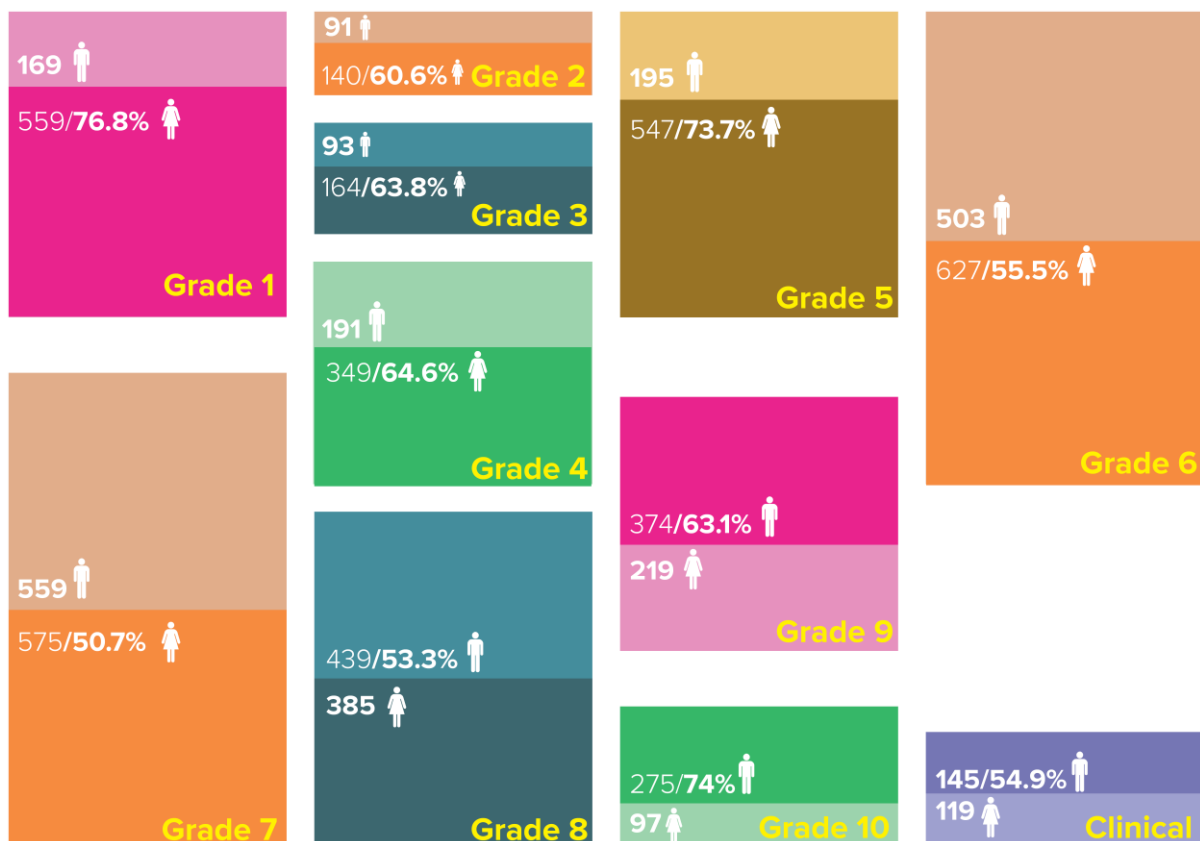 169
559/76.8%
Grade 1
91
140/60.6%
Grade 2
93
164/63.8%
Grade 3
191
349/64.6%
Grade 4
195
547/73.7%
Grade 5
503
627/55.5%
Grade 6
559
575/50.7%
Grade 7
439/53.3%
385
Grade 8
374/63.1%
219
Grade 9
275/74%
97
Grade 10
145/54.9%
119
Clinical